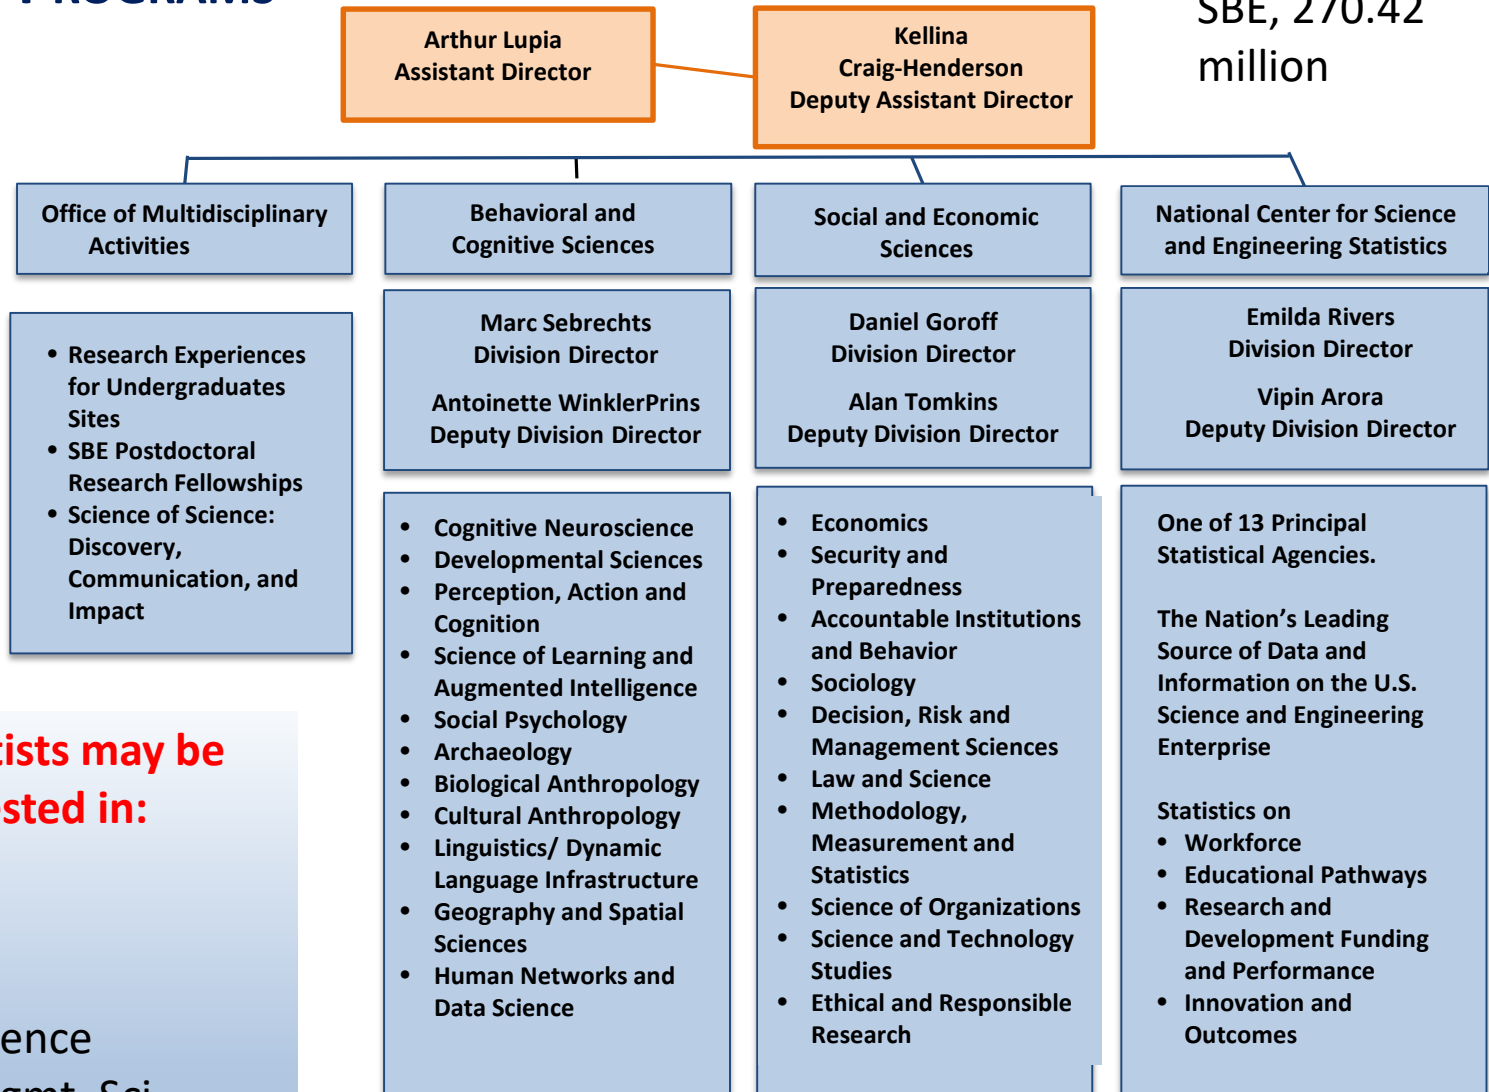 PROGRAMS
SBE, 270.42
million
Arthur Lupia
Assistant Director
Kellina
Craig-Henderson
Deputy Assistant Director
Office of Multidisciplinary
Activities
• Research Experiences
for Undergraduates
Sites
• SBE Postdoctoral
Research Fellowships
• Science of Science:
Discovery,
Communication, and
Impact
Behavioral and
Cognitive Sciences
Marc Sebrechts
Division Director
Antoinette WinklerPrins
Deputy Division Director
• Cognitive Neuroscience
• Developmental Sciences
• Perception, Action and
Cognition
• Science of Learning and
Augmented Intelligence
• Social Psychology
• Archaeology
• Biological Anthropology
• Cultural Anthropology
• Linguistics/ Dynamic
Language Infrastructure
• Geography and Spatial
Sciences
• Human Networks and
Data Science
Social and Economic
Sciences
Daniel Goroff
Division Director
Alan Tomkins
Deputy Division Director
• Economics
• Security and
Preparedness
• Accountable Institutions
and Behavior
• Sociology
• Decision, Risk and
Management Sciences
• Law and Science
• Methodology,
Measurement and
Statistics
• Science of Organizations
• Science and Technology
Studies
• Ethical and Responsible
Research
National Center for Science
and Engineering Statistics
Emilda Rivers
Division Director
Vipin Arora
Deputy Division Director
One of 13 Principal
Statistical Agencies.
The Nation’s Leading
Source of Data and
Information on the U.S.
Science and Engineering
Enterprise
Statistics on
• Workforce
• Educational Pathways
• Research and
Development Funding
and Performance
• Innovation and
Outcomes
tists may be
sted in:
ence
gmt. Sci